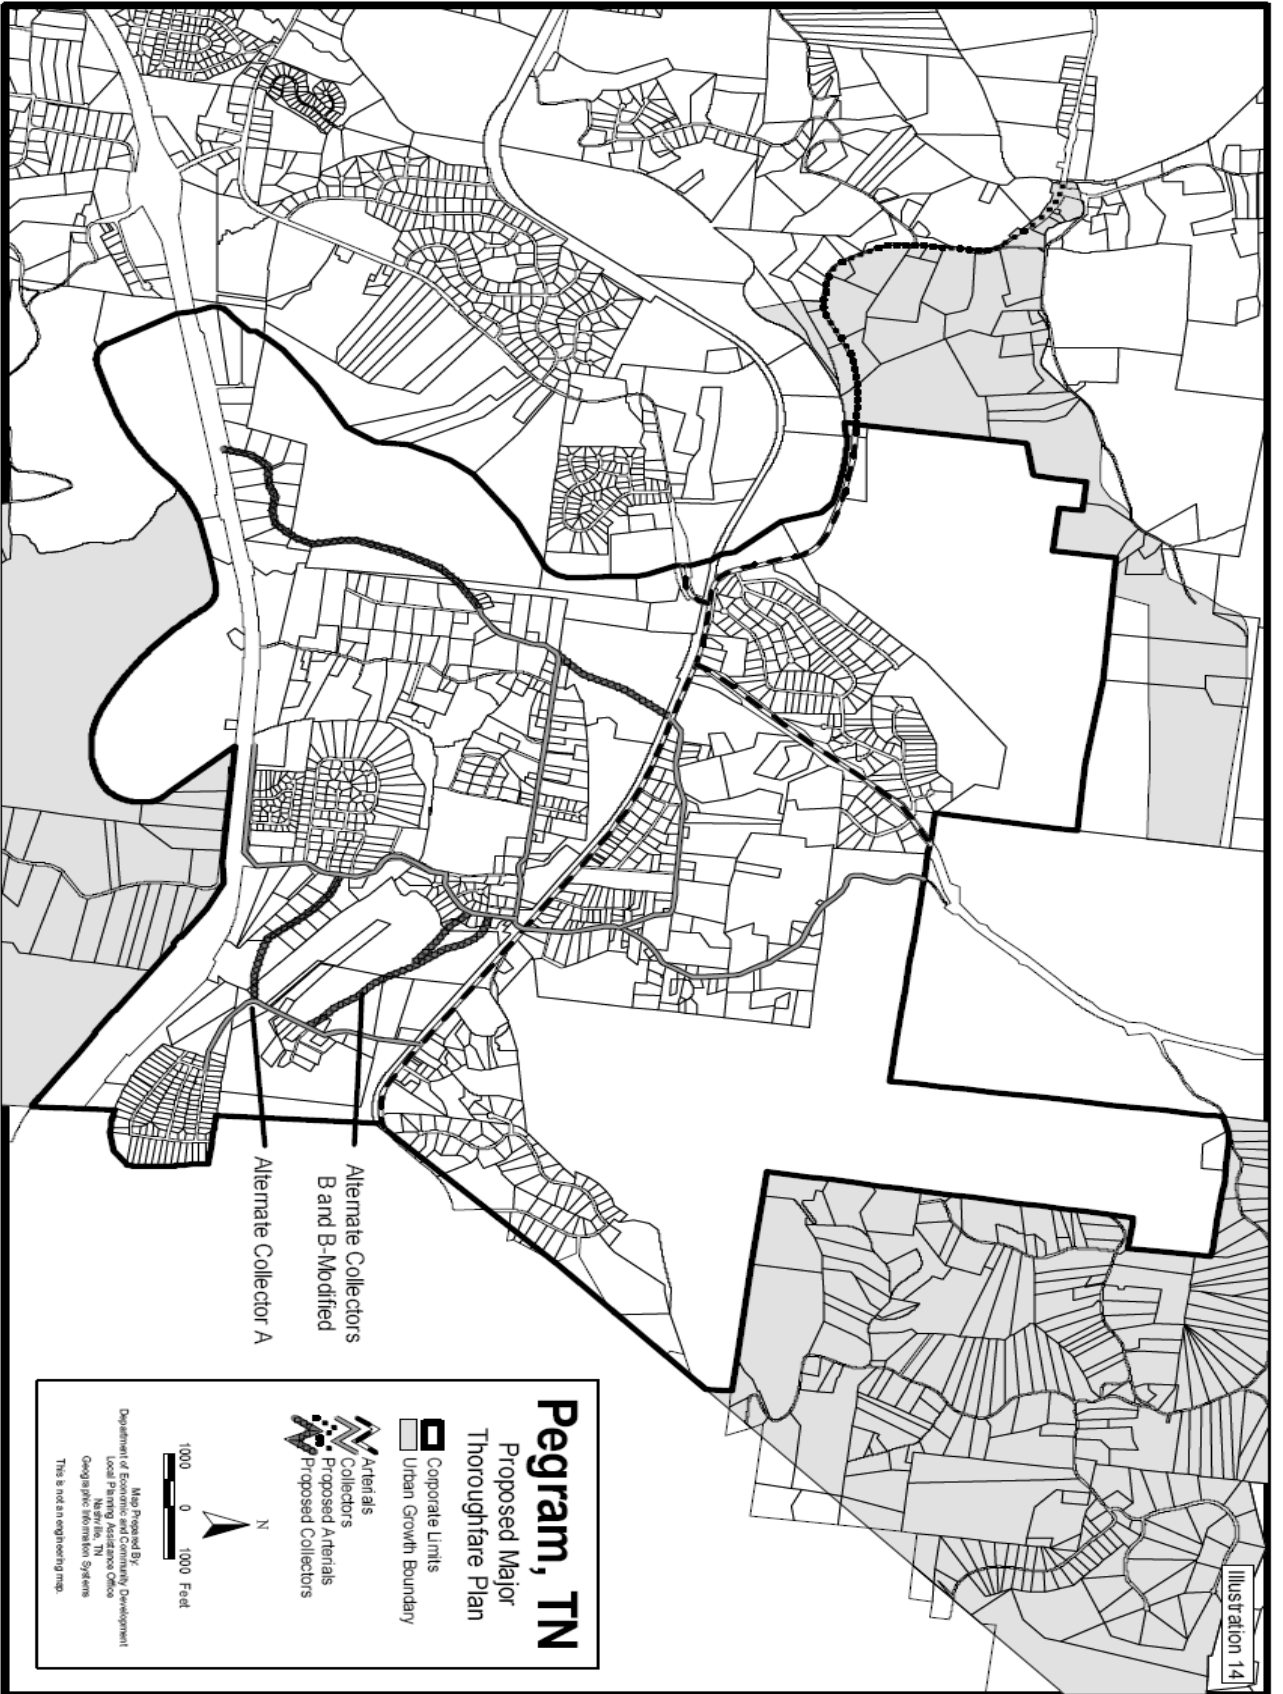 Illustration 14
Pegram, TN
Proposed Major
Thoroughfare Plan
Corporate Limits
Urban Growth Boundary
Arterials
Collectors
Proposed Arterials
Proposed Collectors
N
1000 0 1000 Feet
Map Prepared By:
Department of Economic and Community Development
Local Planning Assistance Office
Nashville, TN
Geographic Information Systems
This is not an engineering map.
Alternate Collectors
B and B-Modified
Alternate Collector A